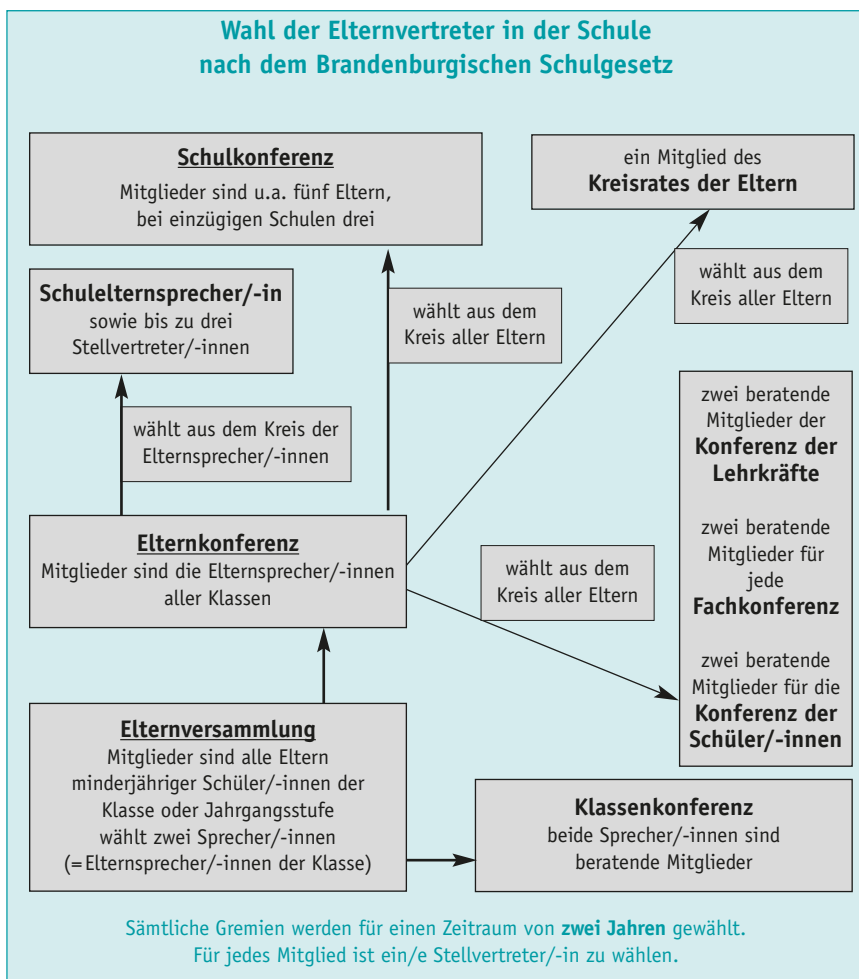 Wahl der Elternvertreter in der Schule
nach dem Brandenburgischen Schulgesetz
Schulkonferenz
Mitglieder sind u.a. fünf Eltern,
bei einzügigen Schulen drei
ein Mitglied des
Kreisrates der Eltern
Schulelternsprecher/-in
sowie bis zu drei
Stellvertreter/-innen
wählt aus dem
Kreis aller Eltern
wählt aus dem
Kreis aller Eltern
wählt aus dem Kreis der
Elternsprecher/-innen
zwei beratende
Mitglieder der
Konferenz der
Lehrkräfte
zwei beratende
Mitglieder für
jede
Fachkonferenz
zwei beratende
Mitglieder für die
Konferenz der
Schüler/-innen
Elternkonferenz
Mitglieder sind die Elternsprecher/-innen
aller Klassen
wählt aus dem
Kreis aller Eltern
Elternversammlung
Mitglieder sind alle Eltern
minderjähriger Schüler/-innen der
Klasse oder Jahrgangsstufe
wählt zwei Sprecher/-innen
(=Elternsprecher/-innen der Klasse)
Klassenkonferenz
beide Sprecher/-innen sind
beratende Mitglieder
Sämtliche Gremien werden für einen Zeitraum von zwei Jahren gewählt.
Für jedes Mitglied ist ein/e Stellvertreter/-in zu wählen.